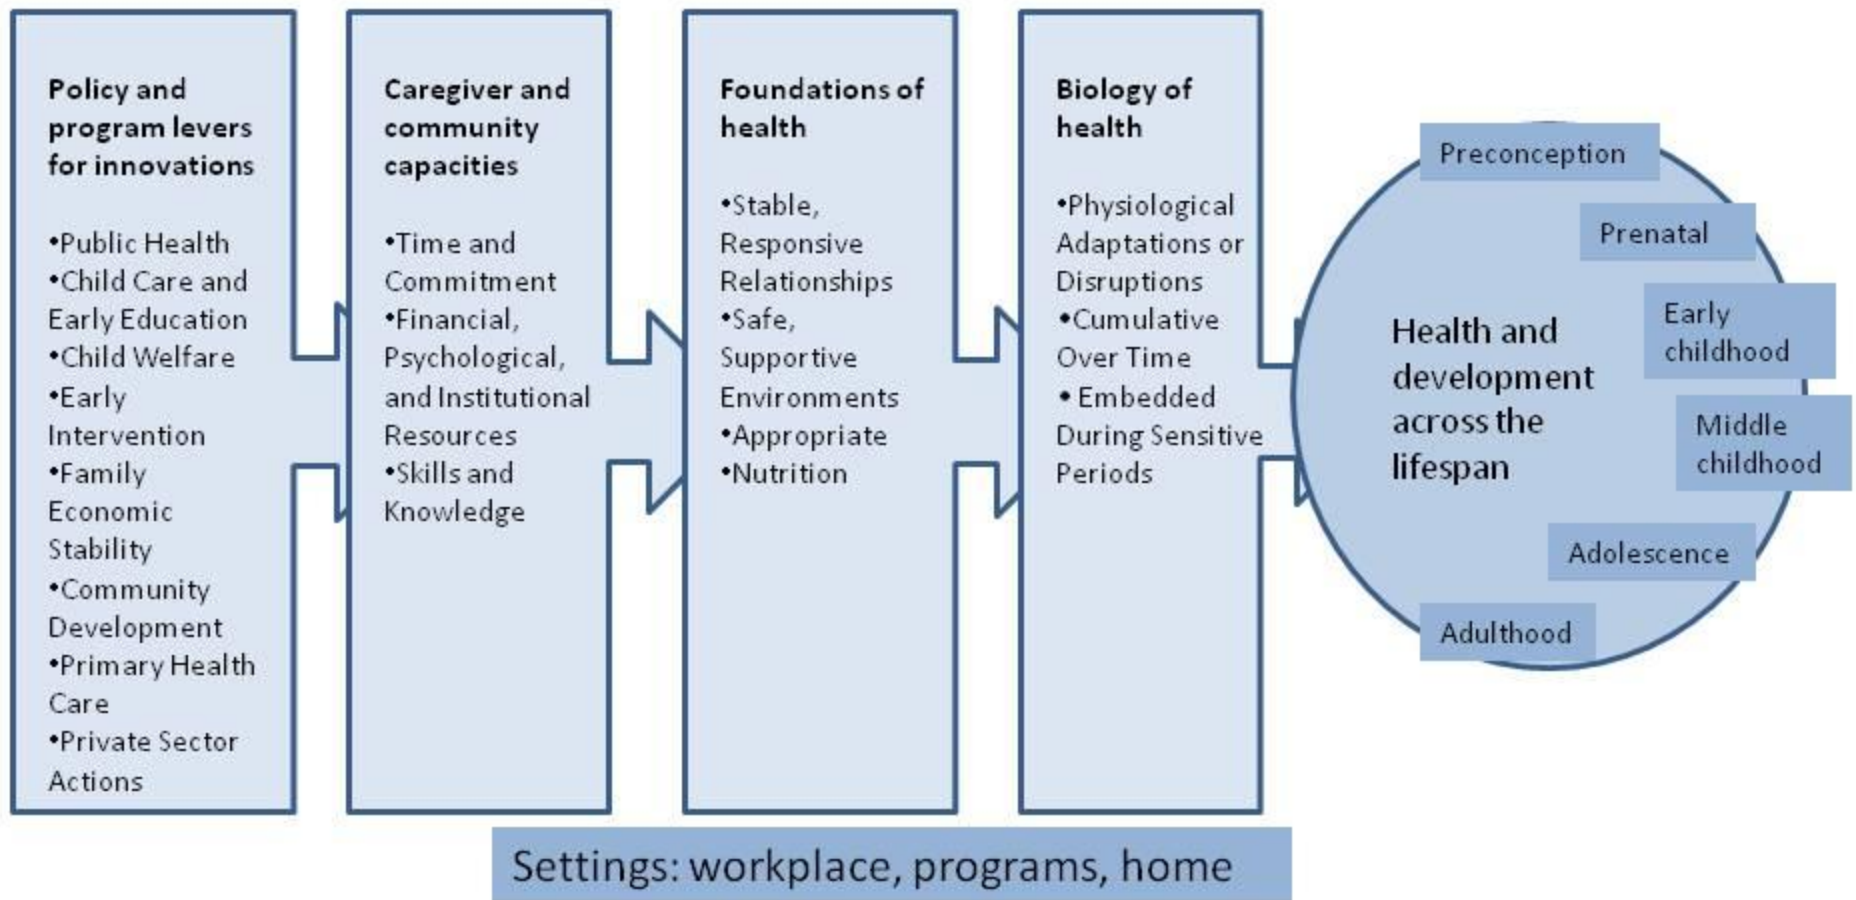 Policy and
program levers
for innovations
•Public Health
•Child Care and
Early Education
•Child Welfare
•Early
Intervention
•Family
Economic
Stability
•Community
Development
•Primary Health
Care
•Private Sector
Actions
Caregiver and
community
capacities
•Time and
Commitment
•Financial,
Psychological,
and Institutional
Resources
•Skills and
Knowledge
Foundations of
health
•Stable,
Responsive
Relationships
•Safe,
Supportive
Environments
•Appropriate
•Nutrition
Biology of
health
•Physiological
Adaptations or
Disruptions
•Cumulative
Over Time
• Embedded
During Sensitive
Periods
Health and
development
across the
lifespan
Preconception
Prenatal
Early
childhood
Middle
childhood
Adolescence
Adulthood
Settings: workplace, programs, home